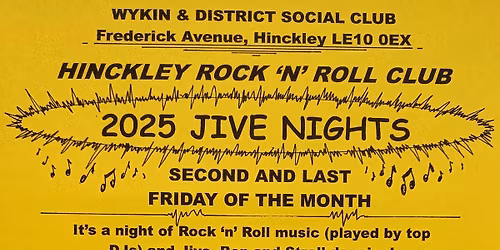 WYKIN & DISTRICT SOCIAL CLUB
Frederick Avenue, Hinckley LE10 0EX
HINCKLEY ROCK ‘N’ ROLL CLUB
2025 JIVE NIGHTS
SECOND AND LAST
FRIDAY OF THE MONTH
It’s a night of Rock ‘n’ Roll music (played by top